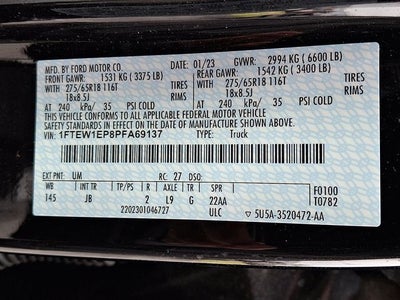 MFD. BY FORD MOTOR CO.
01/23 GVWR: 2994 KG ( 6600 LB)
FRONT GAWR: 1531 KG ( 3375 LB) REAR GAWR: 1542 KG ( 3400 LB)
WITH 275/65R18 116T TIRES WITH 275/65R18 116T TIRES
18x8.5J RIMS 18x8.5J RIMS
AT 240 kPa/ 35 PSI COLD AT 240 kPa/ 35 PSI COLD
THIS VEHICLE CONFORMS TO ALL APPLICABLE FEDERAL MOTOR VEHICLE
SAFETY STANDARDS IN EFFECT ON THE DATE OF MANUFACTURE SHOWN ABOVE.
VIN: 1FTEW1EP8PFA69137 TYPE: Truck
EXT PNT: UM RC: 27 DSO: F0100
WB INT TR TP/PS R AXLE TR SPR T0782
145 JB 2 L9 G 22AA
2202301046727 ULC 5U5A-3520472-AA